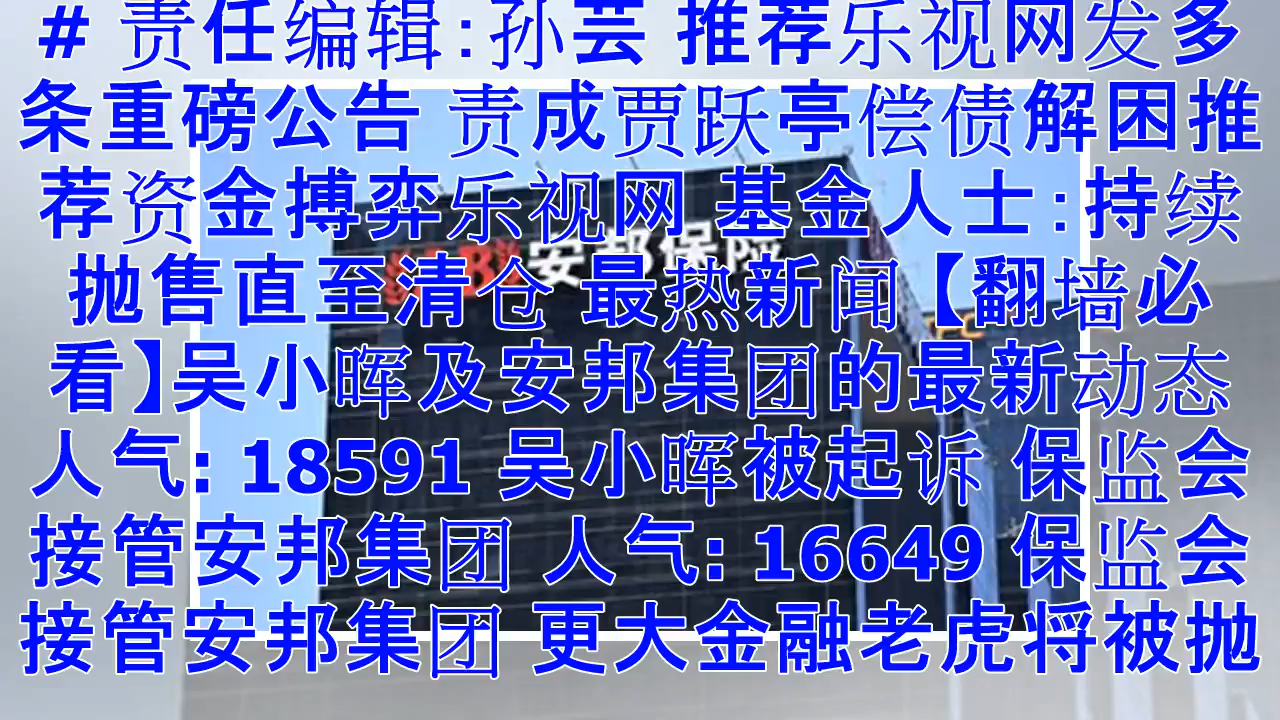 # 责任编辑:孙芸 推荐乐视网发多
条重磅公告 责成贾跃亭偿债解困推
荐资金搏弈乐视网 基金人士:持续
抛售直至清仓 最热新闻【翻墙必
看】吴小晖及安邦集团的最新动态
人气: 18591 吴小晖被起诉 保监会
接管安邦集团 人气: 16649 保监会
接管安邦集团 更大金融老虎将被抛
安邦保险